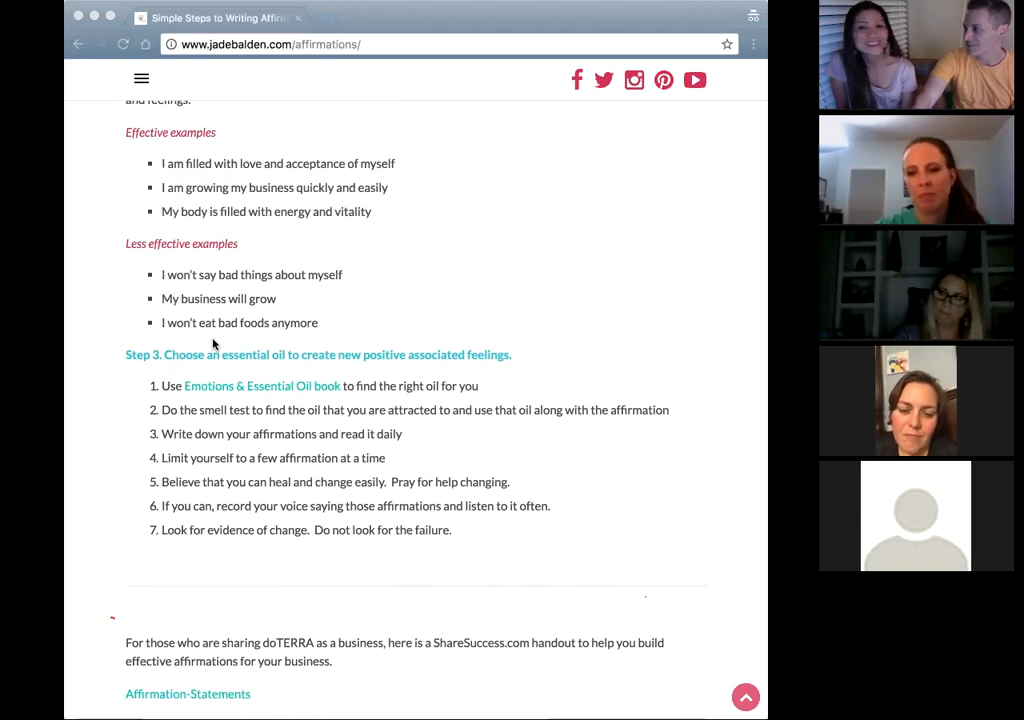 Simple Steps to Writing Affirm
www.jadebalden.com/affirmations/
and feelings.
Effective examples
I am filled with love and acceptance of myself
I am growing my business quickly and easily
My body is filled with energy and vitality
Less effective examples
I won't say bad things about myself
My business will grow
I won't eat bad foods anymore
Step 3. Choose an essential oil to create new positive associated feelings.
1. Use Emotions & Essential Oil book to find the right oil for you
2. Do the smell test to find the oil that you are attracted to and use that oil along with the affirmation
3. Write down your affirmations and read it daily
4. Limit yourself to a few affirmation at a time
5. Believe that you can heal and change easily. Pray for help changing.
6. If you can, record your voice saying those affirmations and listen to it often.
7. Look for evidence of change. Do not look for the failure.
For those who are sharing doTERRA as a business, here is a ShareSuccess.com handout to help you build
effective affirmations for your business.
Affirmation-Statements